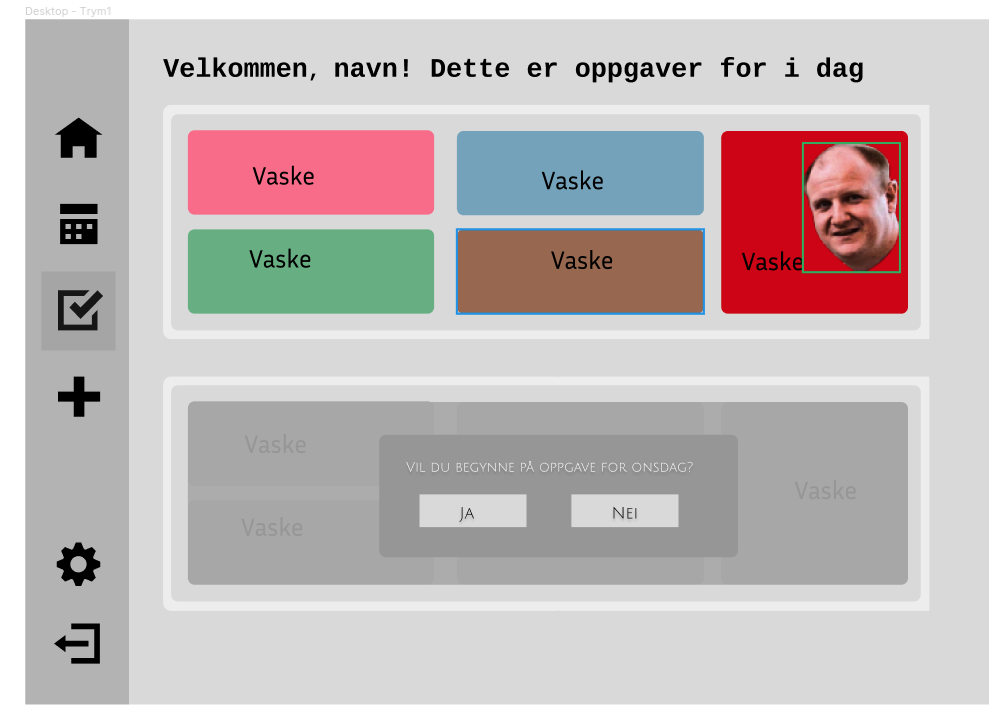 Desktop - Trym1
Velkommen, navn! Dette er oppgaver for i dag
Vaske
Vaske
Vaske
Vaske
Vaske
Vaske
Vil du begynne på oppgave for onsdag?
Ja
Nei
Vaske
Vaske